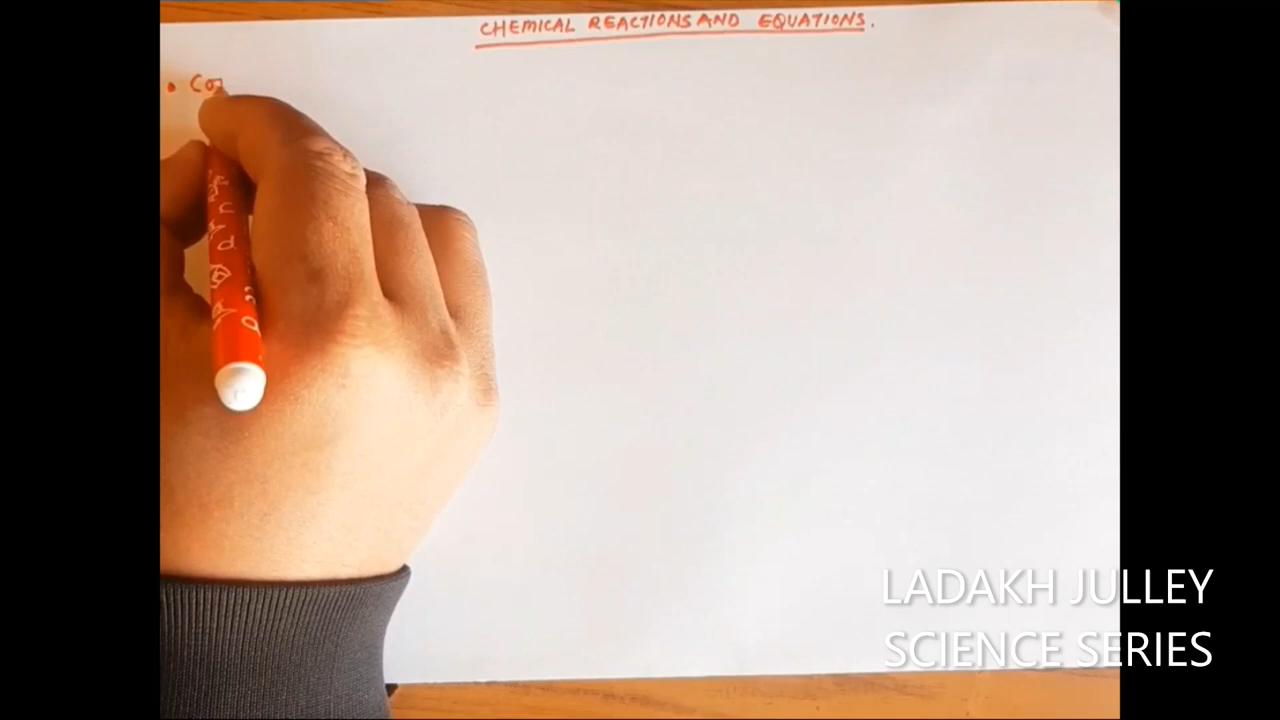 CHEMICAL REACTIONS AND EQUATIONS.
LADAKH JULLEY
SCIENCE SERIES